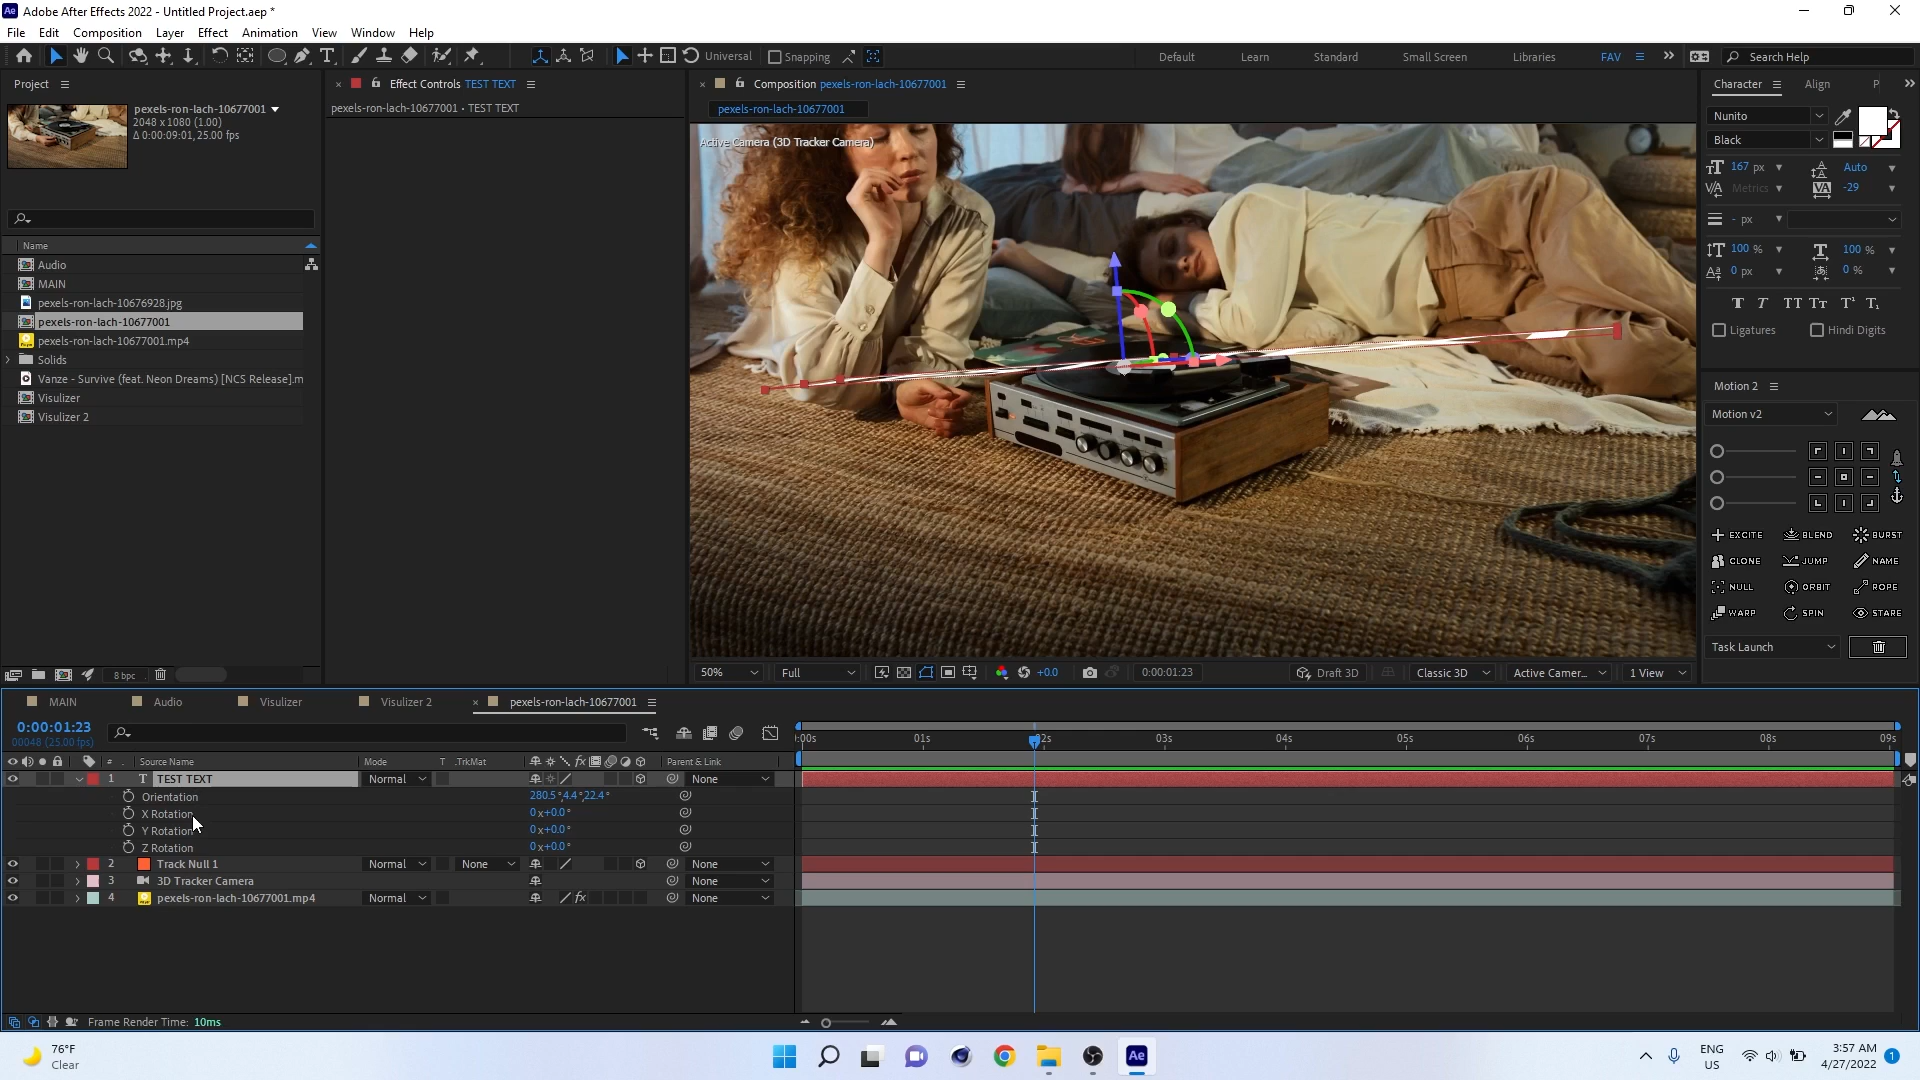 Adobe After Effects 2022 - Untitled Project.aep *
File Edit Composition Layer Effect Animation View Window Help
Universal Snapping Default Learn Standard Small Screen Libraries FAV Search Help
Project
pexels-ron-lach-10677001
2048 x 1080 (1.00)
Δ 0:00:09:01, 25.00 fps
Name
Audio
MAIN
pexels-ron-lach-10676928.jpg
pexels-ron-lach-10677001
pexels-ron-lach-10677001.mp4
Solids
Vanze - Survive (feat. Neon Dreams) [NCS Release].m
Visulizer
Visulizer 2
8 bpc
Effect Controls TEST TEXT
pexels-ron-lach-10677001 • TEST TEXT
Composition pexels-ron-lach-10677001
pexels-ron-lach-10677001
Active Camera (3D Tracker Camera)
50% Full +0.0 0:00:01:23 Draft 3D Classic 3D Active Camer... 1 View
Character Align P
Nunito
Black
167 px Auto
Metrics -29
- px
100 % 100 %
0 px 0 %
T T TT Tt T¹ T₁
Ligatures Hindi Digits
Motion 2
Motion v2
EXCITE BLEND BURST
CLONE JUMP NAME
NULL ORBIT ROPE
WARP SPIN STARE
Task Launch
MAIN Audio Visulizer Visulizer 2 pexels-ron-lach-10677001
0:00:01:23
00048 (25.00 fps)
:00s 01s 02s 03s 04s 05s 06s 07s 08s 09s
# Source Name Mode T .TrkMat Parent & Link
1 T TEST TEXT Normal None
Orientation 280.5°,4.4°,22.4°
X Rotation 0x+0.0°
Y Rotation 0x+0.0°
Z Rotation 0x+0.0°
2 Track Null 1 Normal None None
3 3D Tracker Camera None
4 pexels-ron-lach-10677001.mp4 Normal None
Frame Render Time: 10ms
76°F
Clear
Ae
ENG
US
3:57 AM
4/27/2022
1